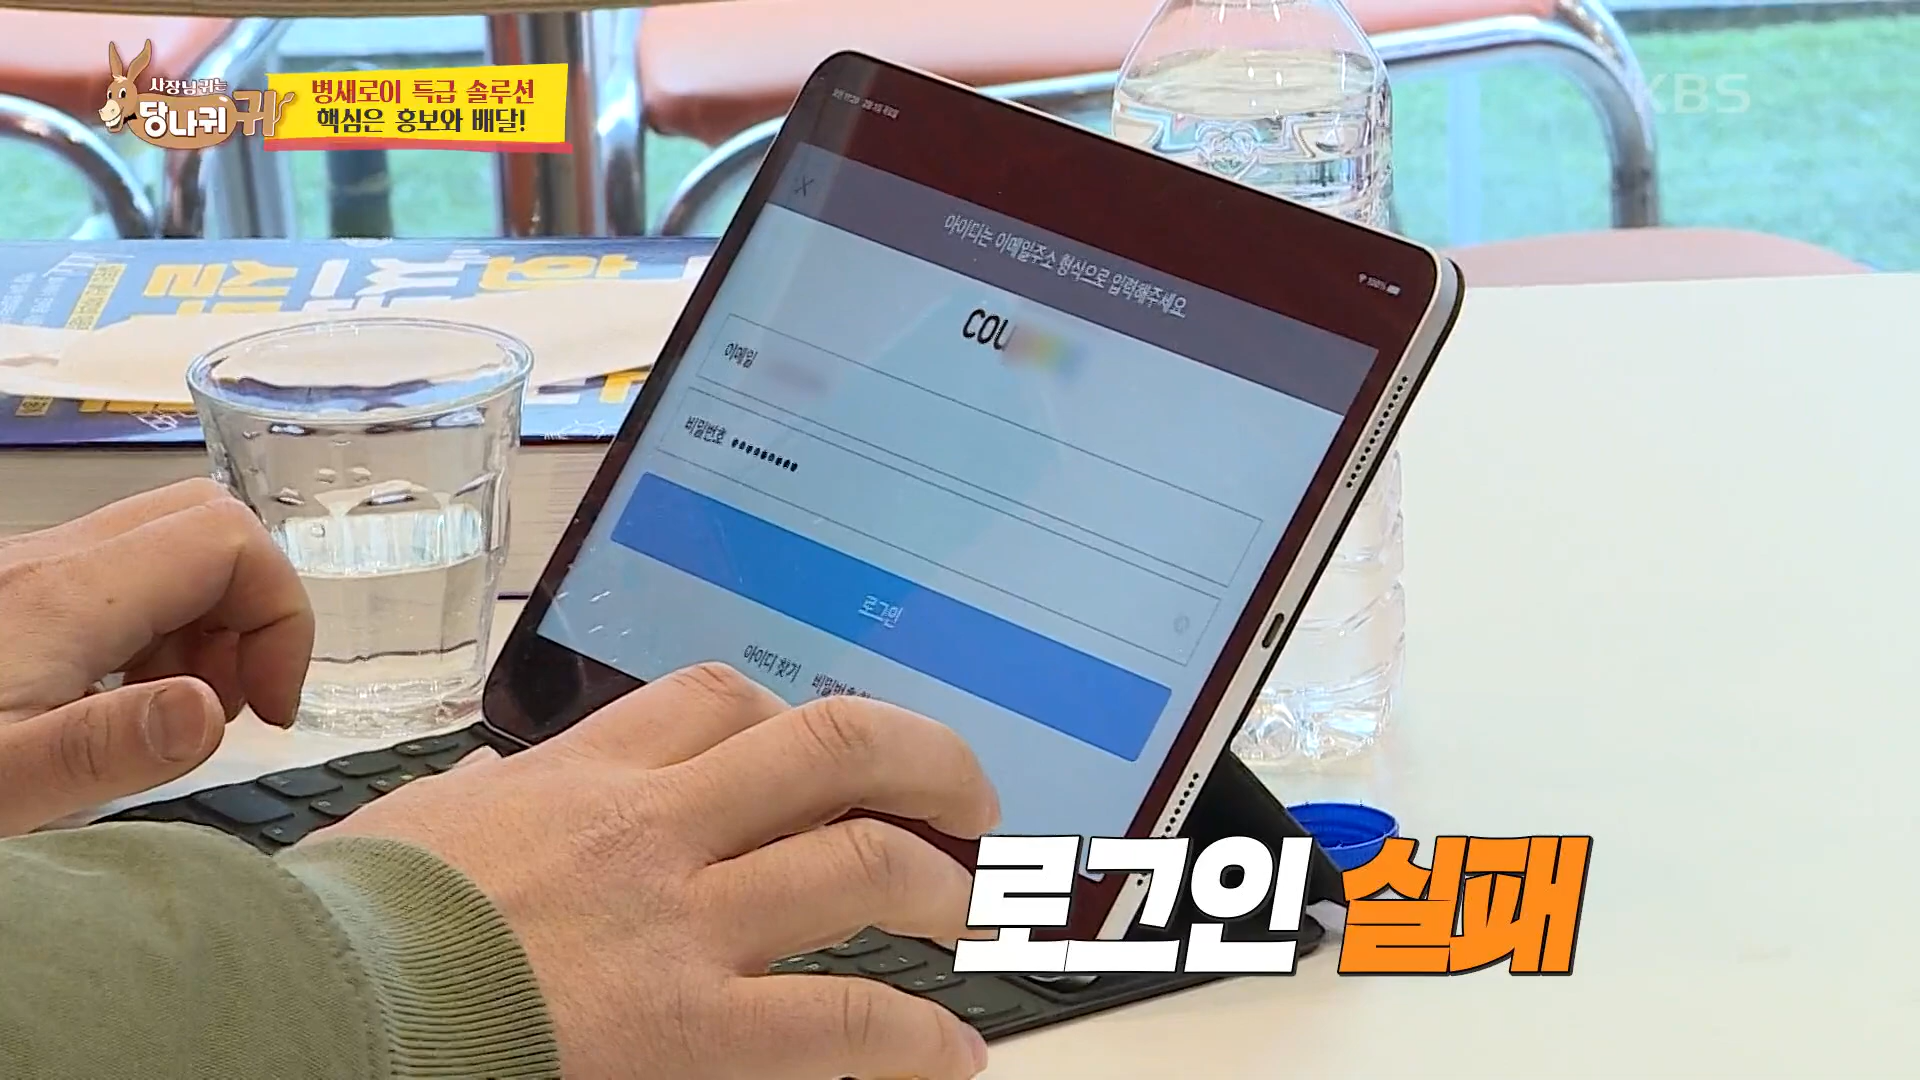 사장님 귀는
당나귀 귀
병새로이 특급 솔루션
핵심은 홍보와 배달!
KBS
아이디는 이메일주소 형식으로 입력해주세요
COU
이메일
비밀번호 •••••••••
로그인
아이디 찾기
로그인 실패